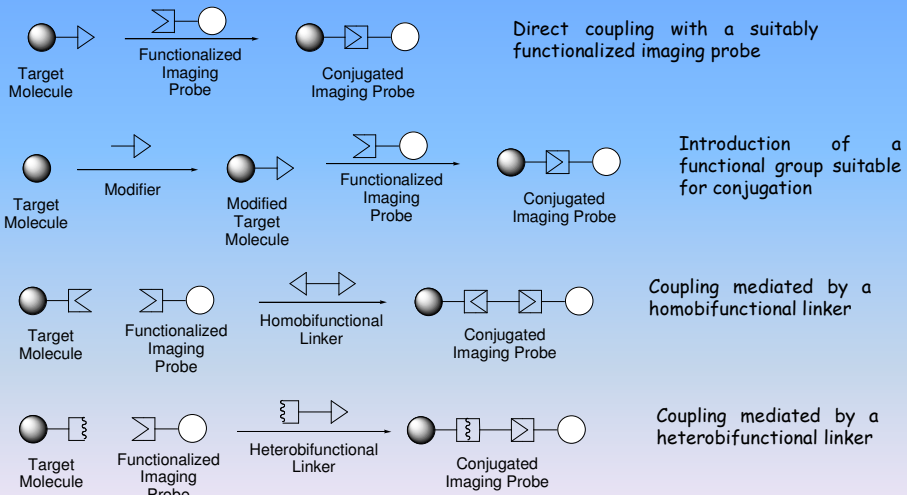 Direct coupling with a suitably
functionalized imaging probe
Functionalized
Imaging
Probe
Target
Molecule
Conjugated
Imaging Probe
Introduction of a
functional group suitable
for conjugation
Modifier
Functionalized
Imaging
Probe
Target
Molecule
Modified
Target
Molecule
Conjugated
Imaging Probe
Coupling mediated by a
homobifunctional linker
Target
Molecule
Functionalized
Imaging
Probe
Homobifunctional
Linker
Conjugated
Imaging Probe
Coupling mediated by a
heterobifunctional linker
Target
Molecule
Functionalized
Imaging
Probe
Heterobifunctional
Linker
Conjugated
Imaging Probe